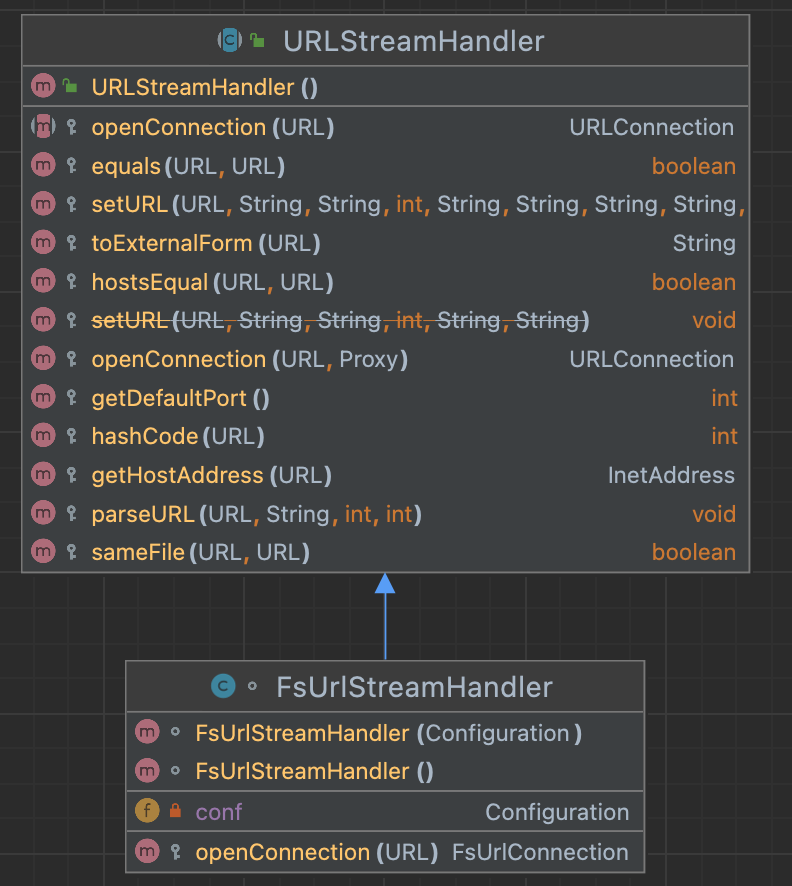 URLStreamHandler
URLStreamHandler ()
openConnection (URL) URLConnection
equals (URL, URL) boolean
setURL (URL, String, String, int, String, String, String, String,
toExternalForm (URL) String
hostsEqual (URL, URL) boolean
setURL (URL, String, String, int, String, String) void
openConnection (URL, Proxy) URLConnection
getDefaultPort () int
hashCode (URL) int
getHostAddress (URL) InetAddress
parseURL (URL, String, int, int) void
sameFile (URL, URL) boolean
FsUrlStreamHandler
FsUrlStreamHandler (Configuration)
FsUrlStreamHandler ()
conf Configuration
openConnection (URL) FsUrlConnection